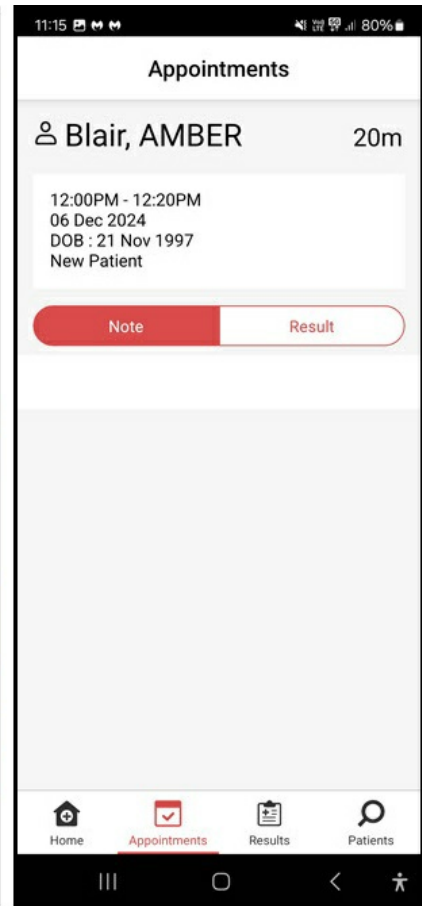 11:15 80%
Appointments
Blair, AMBER 20m
12:00PM - 12:20PM
06 Dec 2024
DOB : 21 Nov 1997
New Patient
Note Result
Home Appointments Results Patients